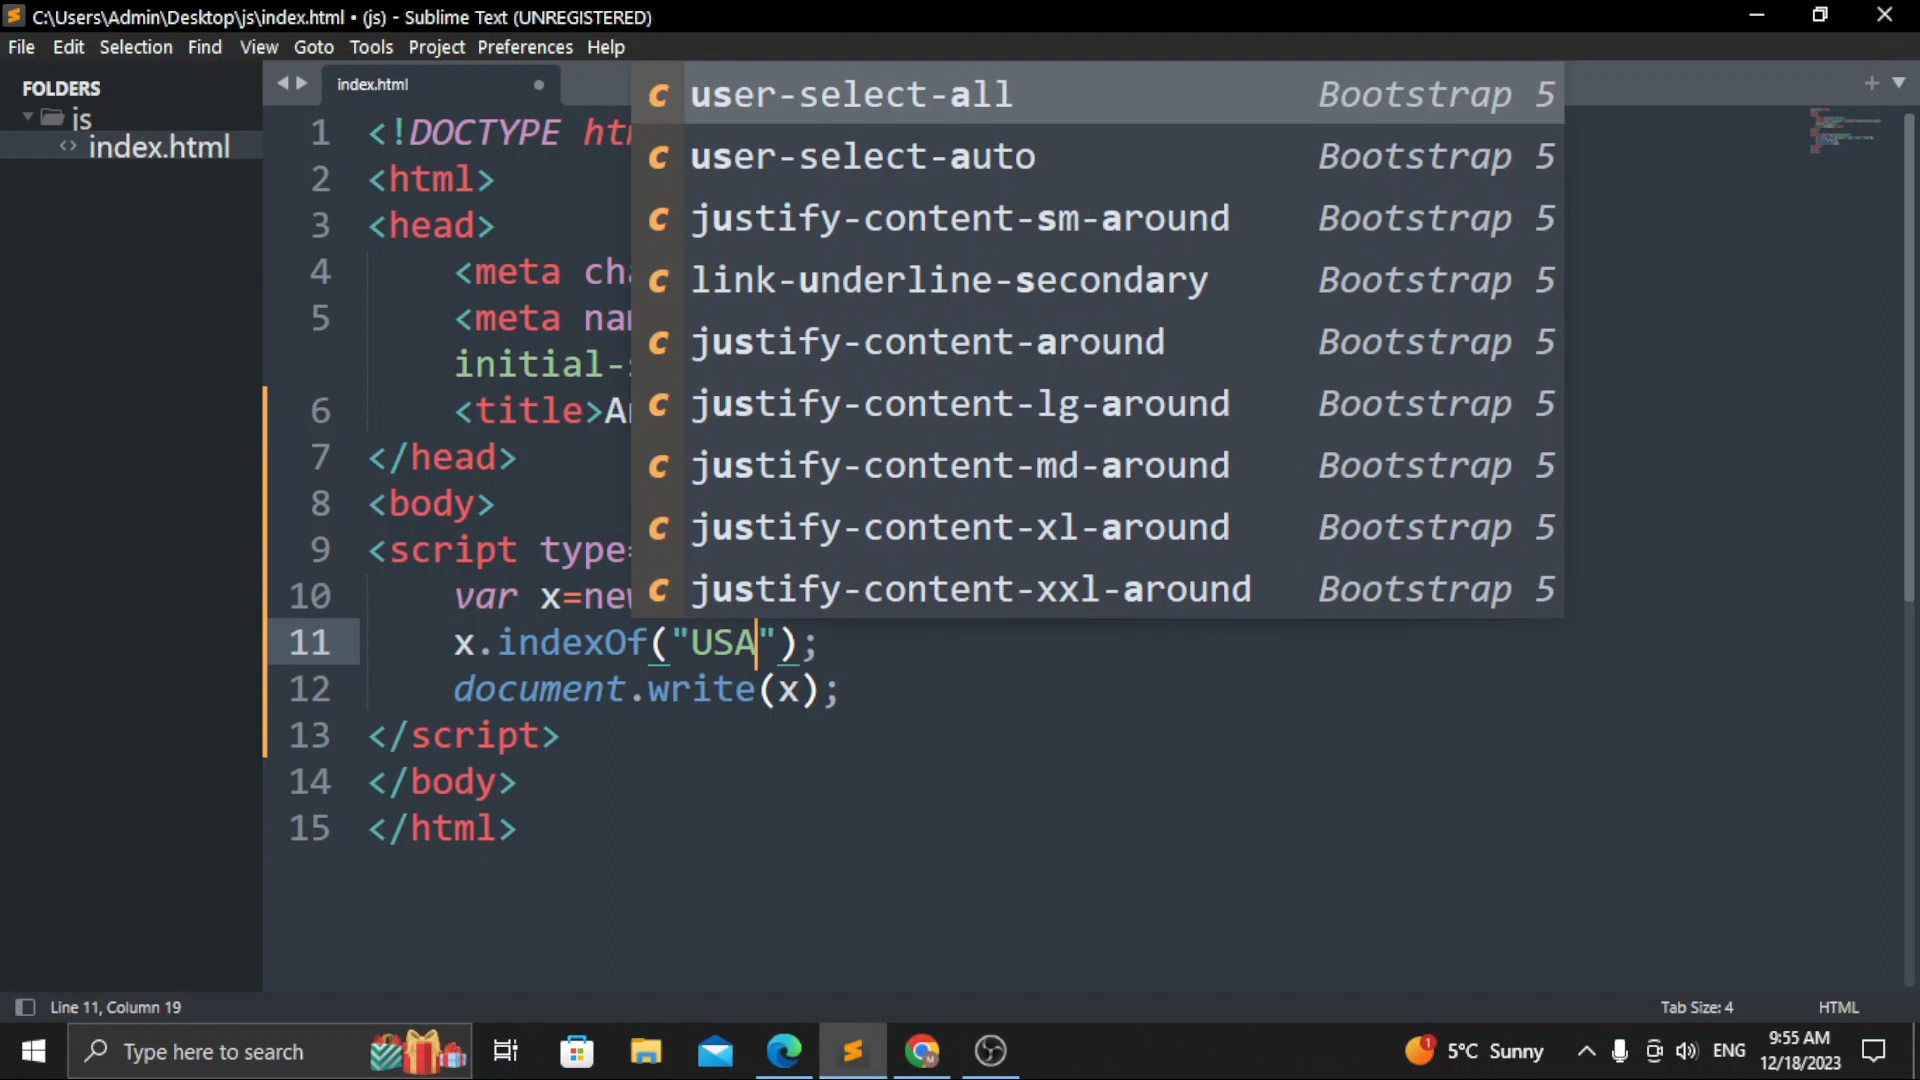 C:\Users\Admin\Desktop\js\index.html • (js) - Sublime Text (UNREGISTERED)
File Edit Selection Find View Goto Tools Project Preferences Help
FOLDERS
js
index.html
index.html
user-select-all Bootstrap 5
user-select-auto Bootstrap 5
justify-content-sm-around Bootstrap 5
link-underline-secondary Bootstrap 5
justify-content-around Bootstrap 5
justify-content-lg-around Bootstrap 5
justify-content-md-around Bootstrap 5
justify-content-xl-around Bootstrap 5
justify-content-xxl-around Bootstrap 5
1 <!DOCTYPE
2 <html>
3 <head>
4 <meta
5 <meta
initial-
6 <title>
7 </head>
8 <body>
9 <script type=
10 var x=new
11 x.indexOf("USA");
12 document.write(x);
13 </script>
14 </body>
15 </html>
Line 11, Column 19
Tab Size: 4 HTML
Type here to search
1 5°C Sunny
ENG
9:55 AM
12/18/2023